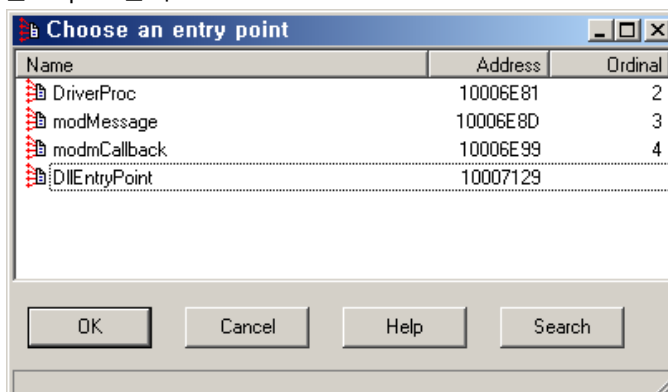 Choose an entry point
Name Address Ordinal
DriverProc 10006E81 2
modMessage 10006E8D 3
modmCallback 10006E99 4
DllEntryPoint 10007129
OK Cancel Help Search